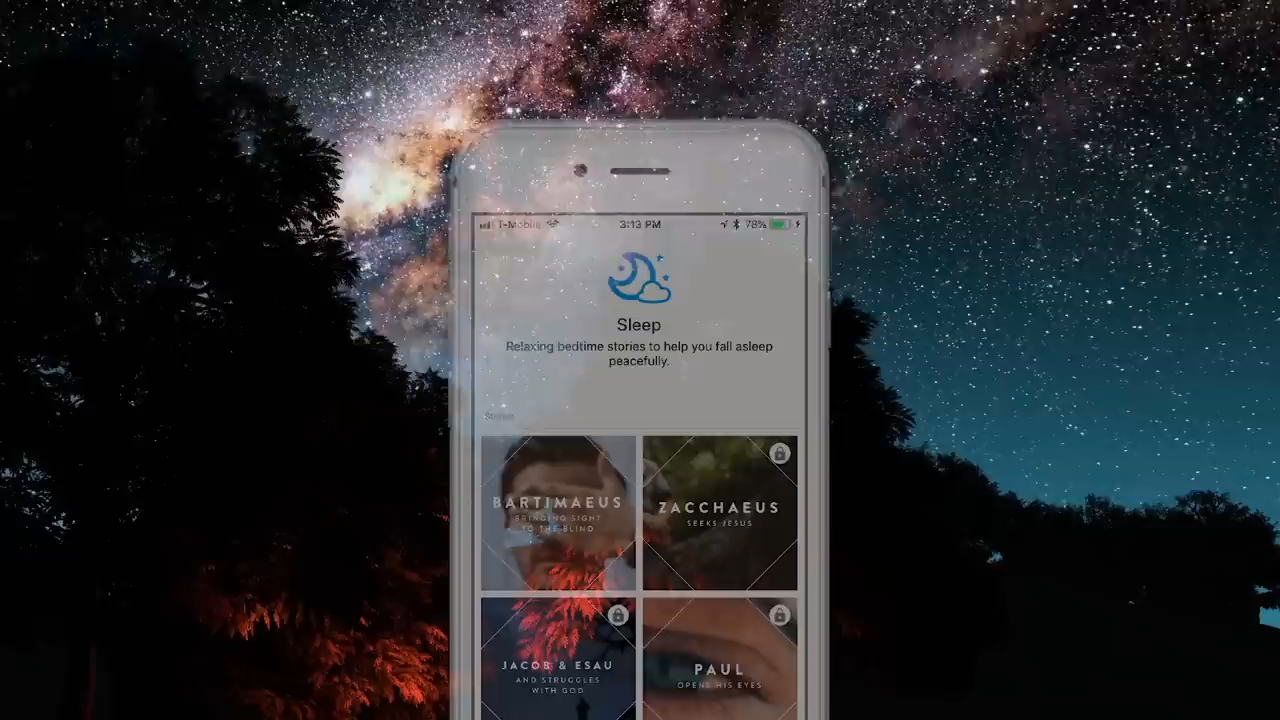 T-Mobile
3:13 PM
78%
Sleep
Relaxing bedtime stories to help you fall asleep
peacefully.
Stories
BARTIMAEUS
BRINGING SIGHT
TO THE BLIND
ZACCHAEUS
SEEKS JESUS
JACOB & ESAU
AND STRUGGLES
WITH GOD
PAUL
OPENS HIS EYES